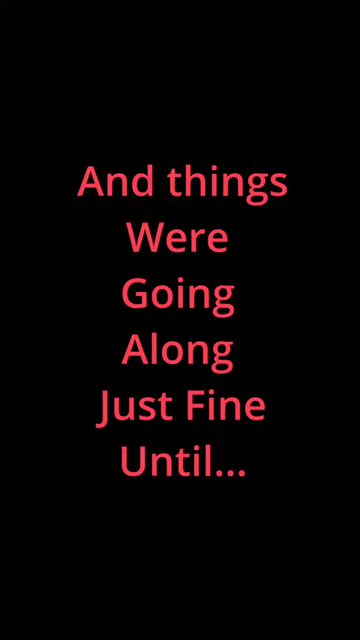 And things
Were
Going
Along
Just Fine
Until...